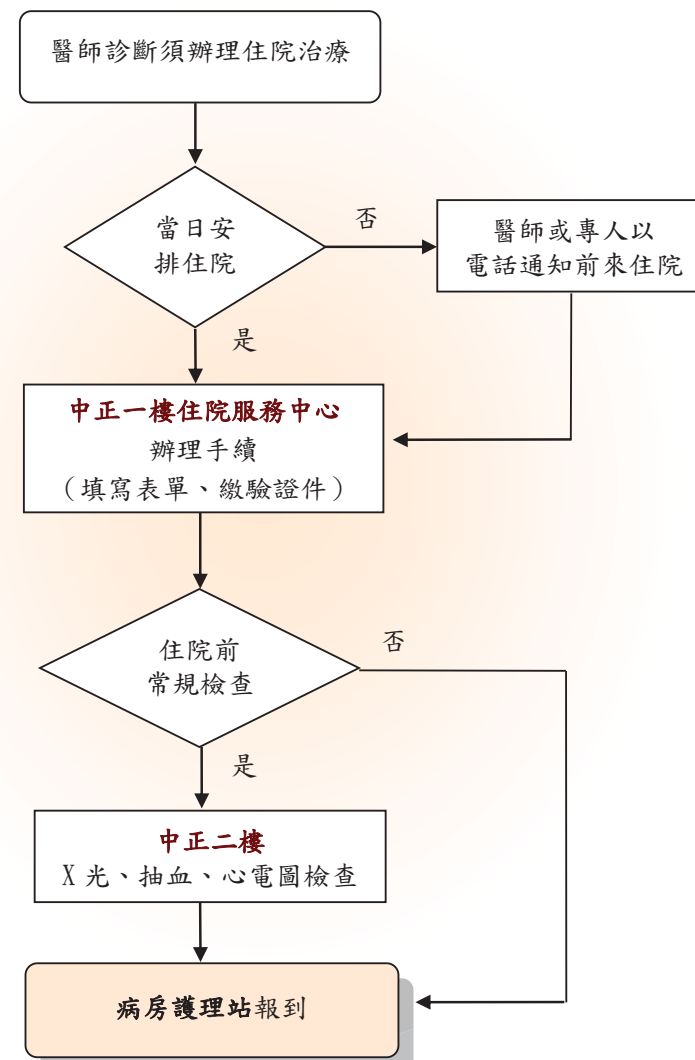 醫師診斷須辦理住院治療
當日安
排住院
否
醫師或專人以
電話通知前來住院
是
中正一樓住院服務中心
辦理手續
（填寫表單、繳驗證件）
住院前
常規檢查
否
是
中正二樓
X 光、抽血、心電圖檢查
病房護理站報到